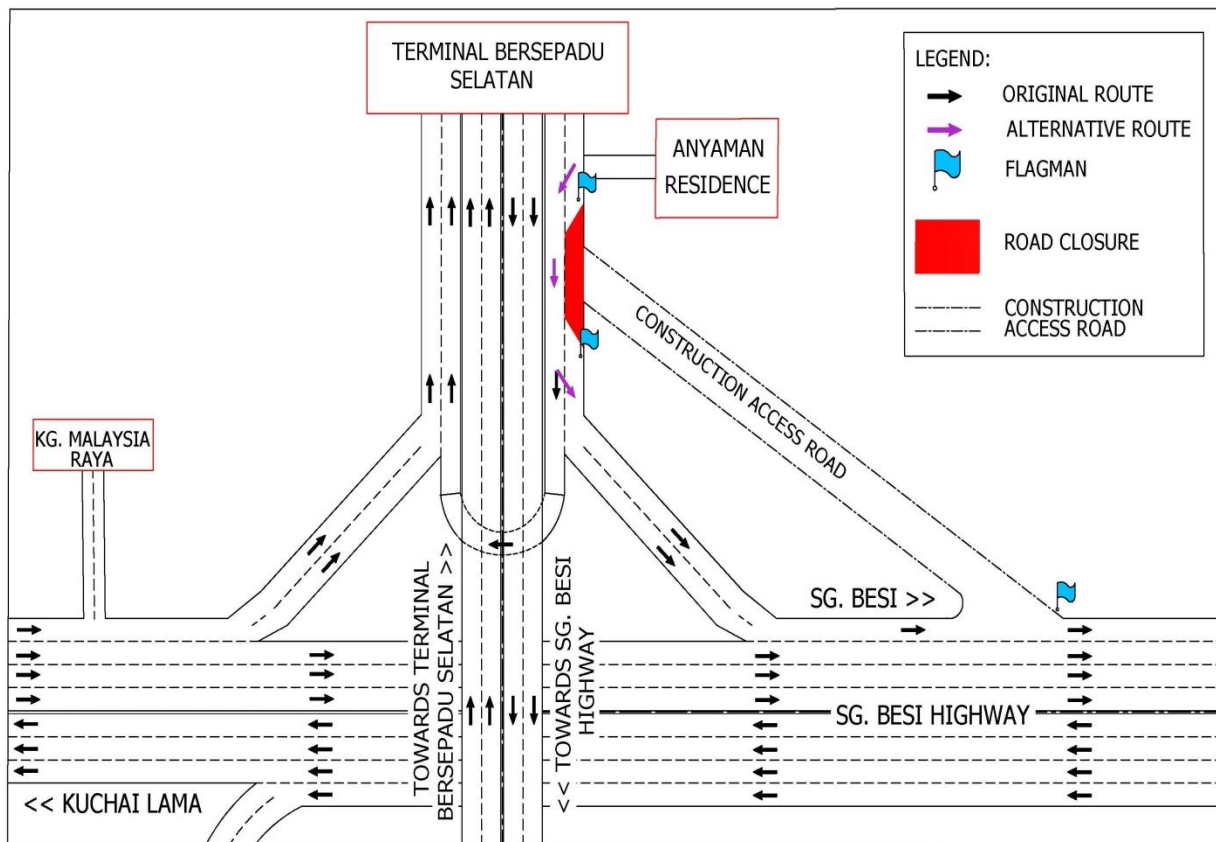 TERMINAL BERSEPADU
SELATAN
ANYAMAN
RESIDENCE
LEGEND:
ORIGINAL ROUTE
ALTERNATIVE ROUTE
FLAGMAN
ROAD CLOSURE
CONSTRUCTION
ACCESS ROAD
CONSTRUCTION ACCESS ROAD
KG. MALAYSIA
RAYA
TOWARDS TERMINAL
BERSEPADU SELATAN >>
<< TOWARDS SG. BESI
HIGHWAY
SG. BESI >>
SG. BESI HIGHWAY
<< KUCHAI LAMA